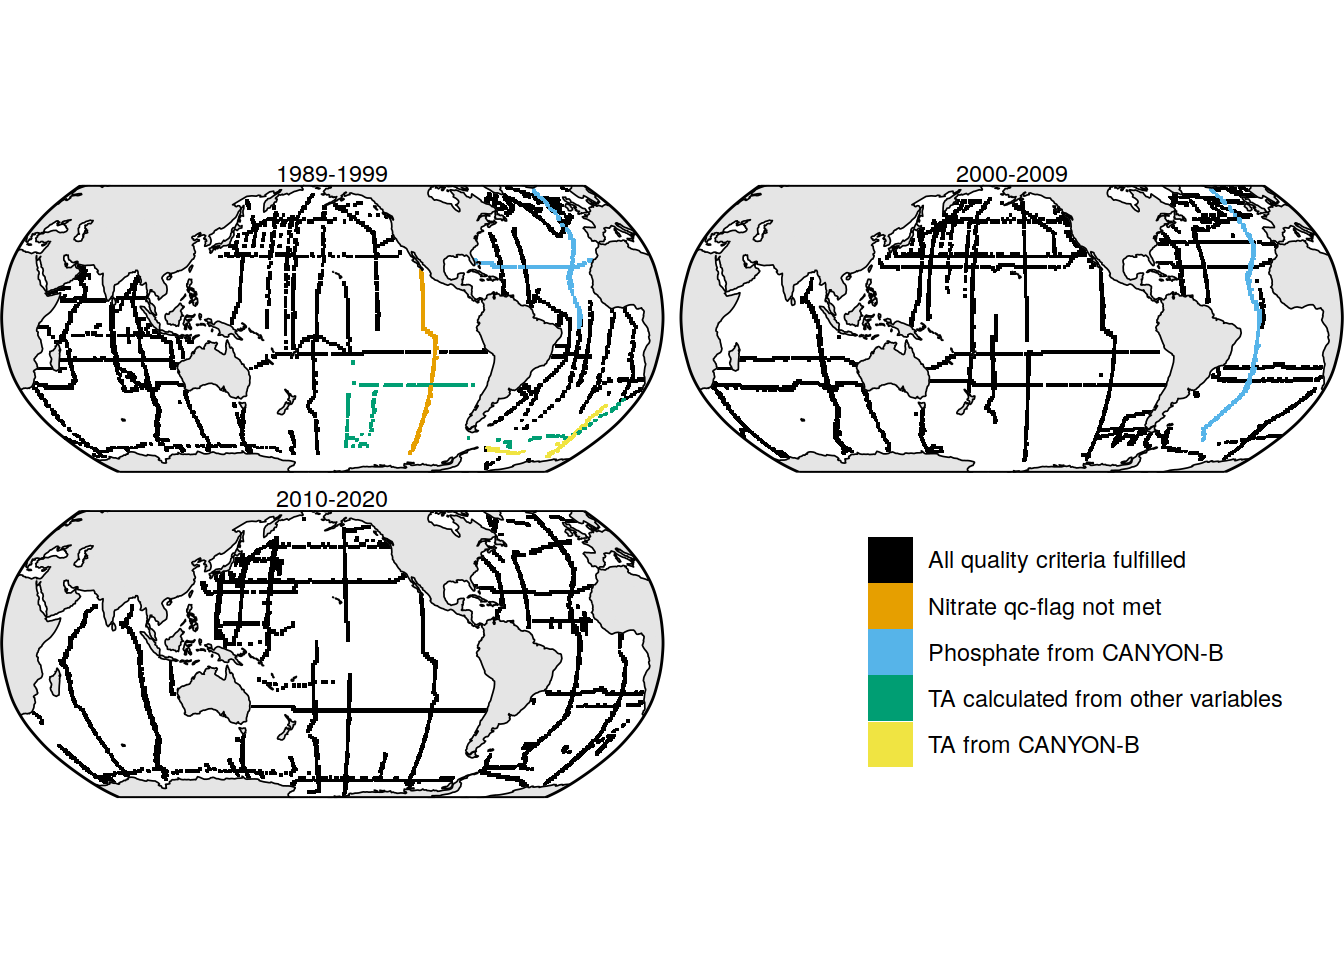 1989-1999
2000-2009
2010-2020
All quality criteria fulfilled
Nitrate qc-flag not met
Phosphate from CANYON-B
TA calculated from other variables
TA from CANYON-B